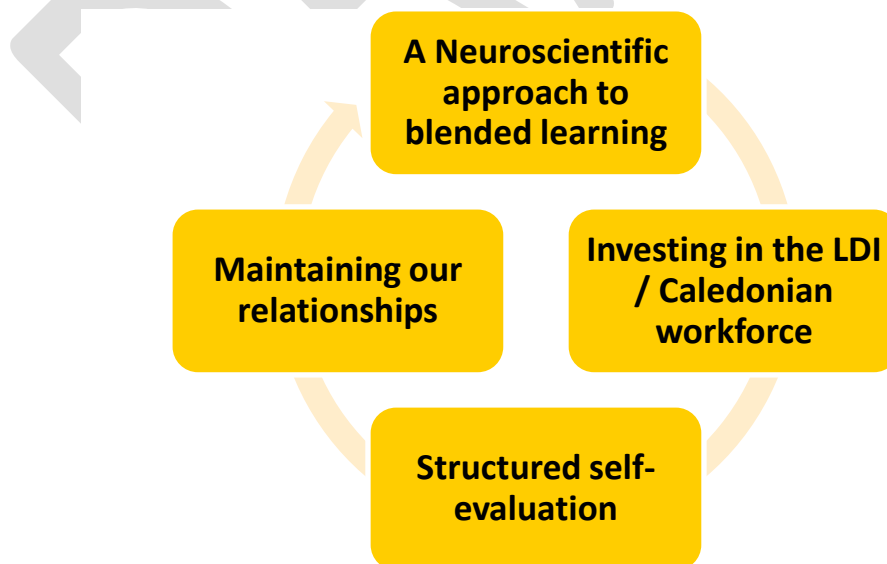 A Neuroscientific
approach to
blended learning
Maintaining our
relationships
Investing in the LDI
/ Caledonian
workforce
Structured self-
evaluation